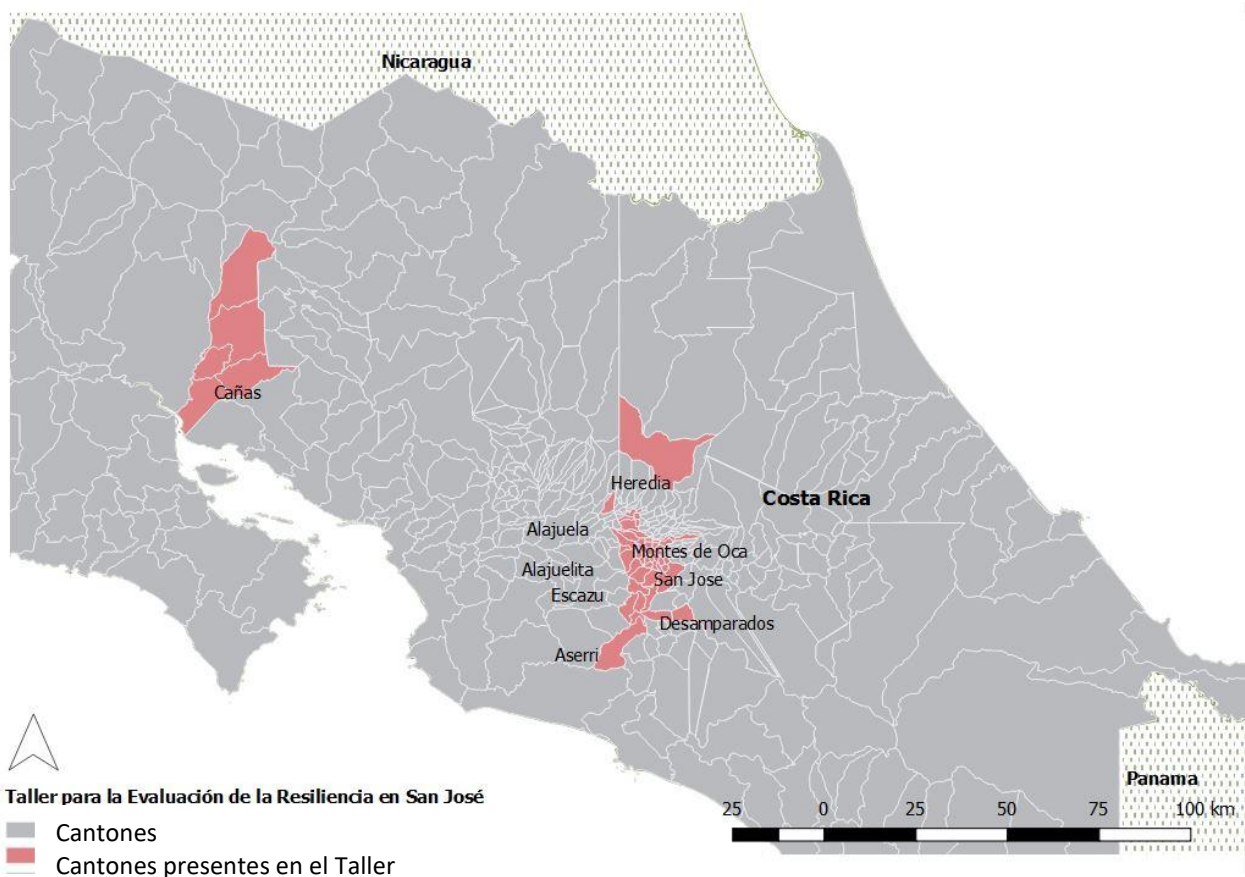 Nicaragua
Cañas
Heredia
Costa Rica
Alajuela
Montes de Oca
Alajuelita
San Jose
Escazu
Desamparados
Aserri
Panama
Taller para la Evaluación de la Resiliencia en San José
25 0 25 50 75 100 km
Cantones
Cantones presentes en el Taller